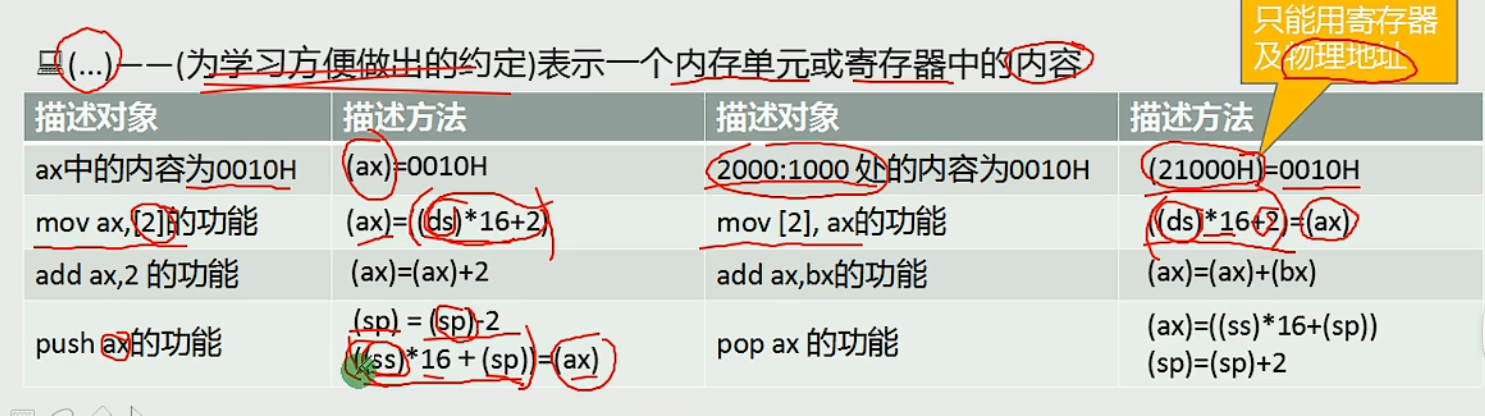 只能用寄存器
及物理地址
(...)——(为学习方便做出的约定)表示一个内存单元或寄存器中的内容
描述对象 描述方法 描述对象 描述方法
ax中的内容为0010H (ax)=0010H 2000:1000 处的内容为0010H (21000H)=0010H
mov ax,[2]的功能 (ax)=((ds)*16+2) mov [2], ax的功能 ((ds)*16+2)=(ax)
add ax,2 的功能 (ax)=(ax)+2 add ax,bx的功能 (ax)=(ax)+(bx)
push ax的功能 (sp) = (sp)-2 pop ax 的功能 (ax)=((ss)*16+(sp))
((ss)*16 + (sp))=(ax) (sp)=(sp)+2